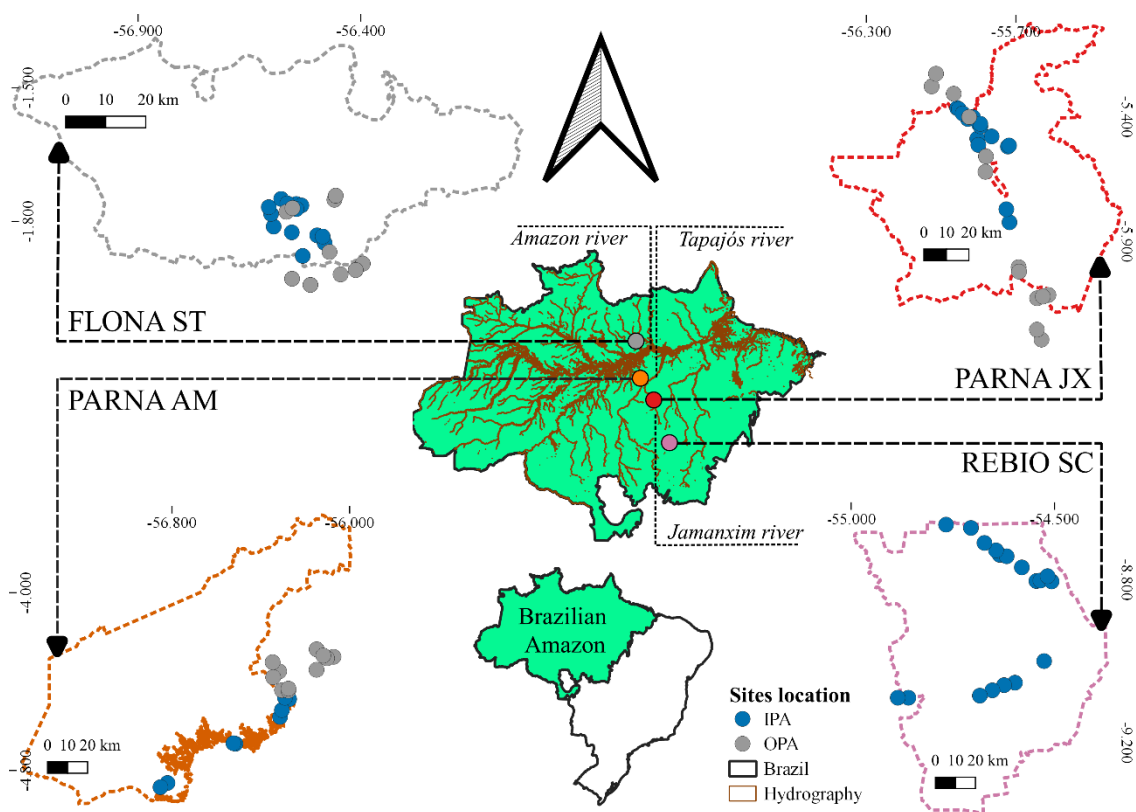 -56.900
-56.400
-1.500
-1.800
0 10 20 km
FLONA ST
-56.300
-55.700
-5.400
-5.900
0 10 20 km
PARNA JX
Amazon river
Tapajós river
Jamanxim river
PARNA AM
-56.800
-56.000
-4.000
-4.800
0 10 20 km
REBIO SC
-55.000
-54.500
-8.800
-9.200
0 10 20 km
Brazilian
Amazon
Sites location
IPA
OPA
Brazil
Hydrography